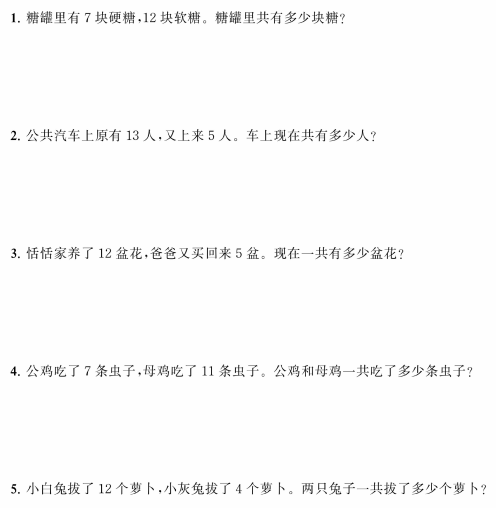 1. 糖罐里有 7 块硬糖,12 块软糖。糖罐里共有多少块糖?
2. 公共汽车上原有 13 人,又上来 5 人。车上现在共有多少人?
3. 恬恬家养了 12 盆花,爸爸又买回来 5 盆。现在一共有多少盆花?
4. 公鸡吃了 7 条虫子,母鸡吃了 11 条虫子。公鸡和母鸡一共吃了多少条虫子?
5. 小白兔拔了 12 个萝卜,小灰兔拔了 4 个萝卜。两只兔子一共拔了多少个萝卜?